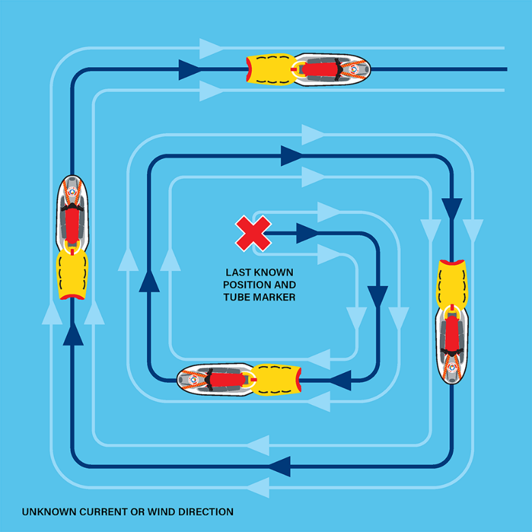 LAST KNOWN
POSITION AND
TUBE MARKER
UNKNOWN CURRENT OR WIND DIRECTION